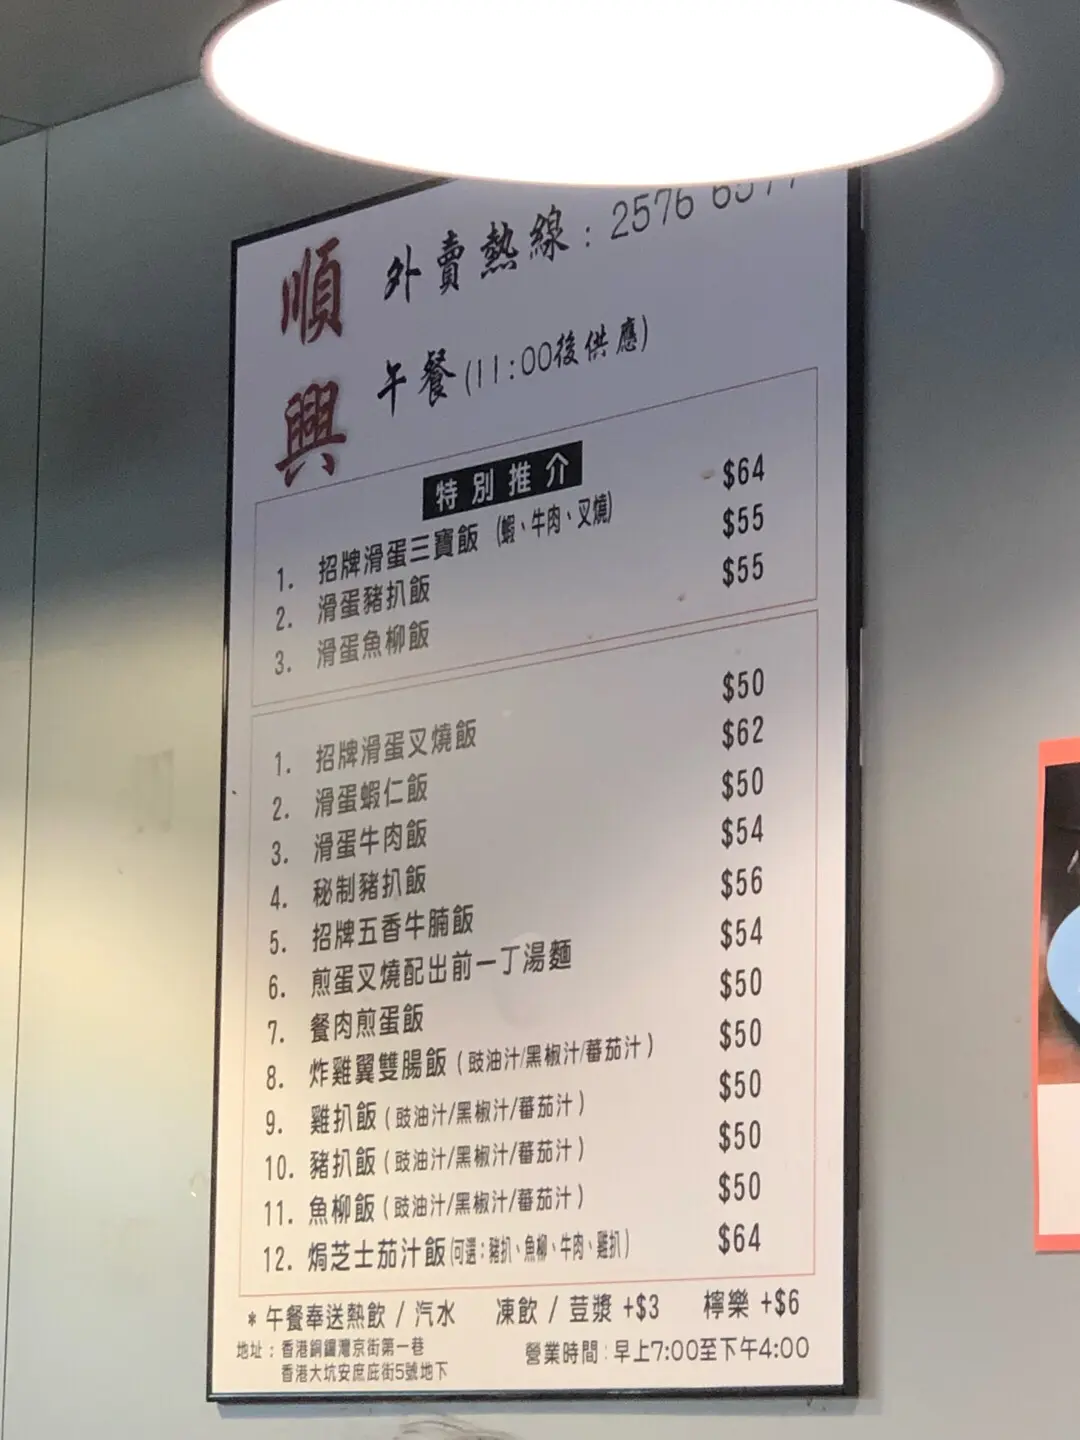 順興
外賣熱線：2576 6577
午餐(11:00後供應)
特別推介
1. 招牌滑蛋三寶飯 (蝦、牛肉、叉燒) $64
2. 滑蛋豬扒飯 $55
3. 滑蛋魚柳飯 $55
1. 招牌滑蛋叉燒飯 $50
2. 滑蛋蝦仁飯 $62
3. 滑蛋牛肉飯 $50
4. 秘制豬扒飯 $54
5. 招牌五香牛腩飯 $56
6. 煎蛋叉燒配出前一丁湯麵 $54
7. 餐肉煎蛋飯 $50
8. 炸雞翼雙腸飯 (豉油汁/黑椒汁/蕃茄汁) $50
9. 雞扒飯 (豉油汁/黑椒汁/蕃茄汁) $50
10. 豬扒飯 (豉油汁/黑椒汁/蕃茄汁) $50
11. 魚柳飯 (豉油汁/黑椒汁/蕃茄汁) $50
12. 焗芝士茄汁飯 (可選：豬扒、魚柳、牛肉、雞扒) $64
* 午餐奉送熱飲 / 汽水 凍飲 / 荳漿 +$3 檸樂 +$6
地址：香港銅鑼灣京街第一巷
香港大坑安庶庇街5號地下
營業時間：早上7:00至下午4:00